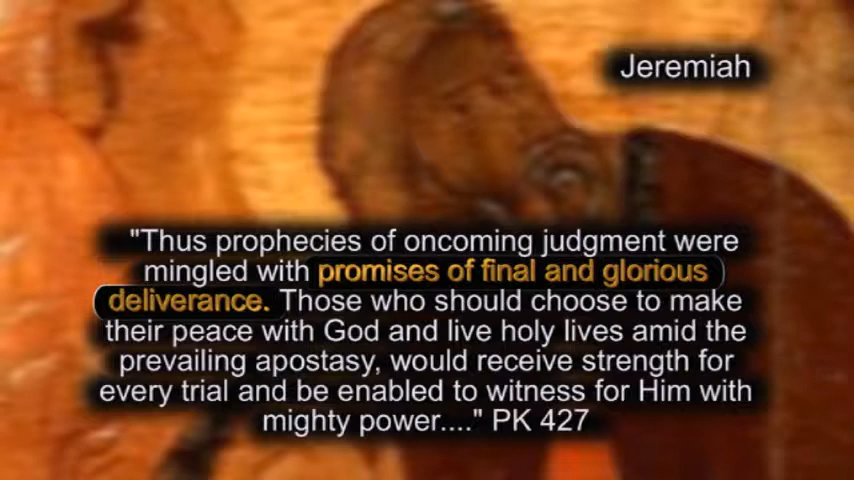 Jeremiah
"Thus prophecies of oncoming judgment were
mingled with promises of final and glorious
deliverance. Those who should choose to make
their peace with God and live holy lives amid the
prevailing apostasy, would receive strength for
every trial and be enabled to witness for Him with
mighty power...." PK 427